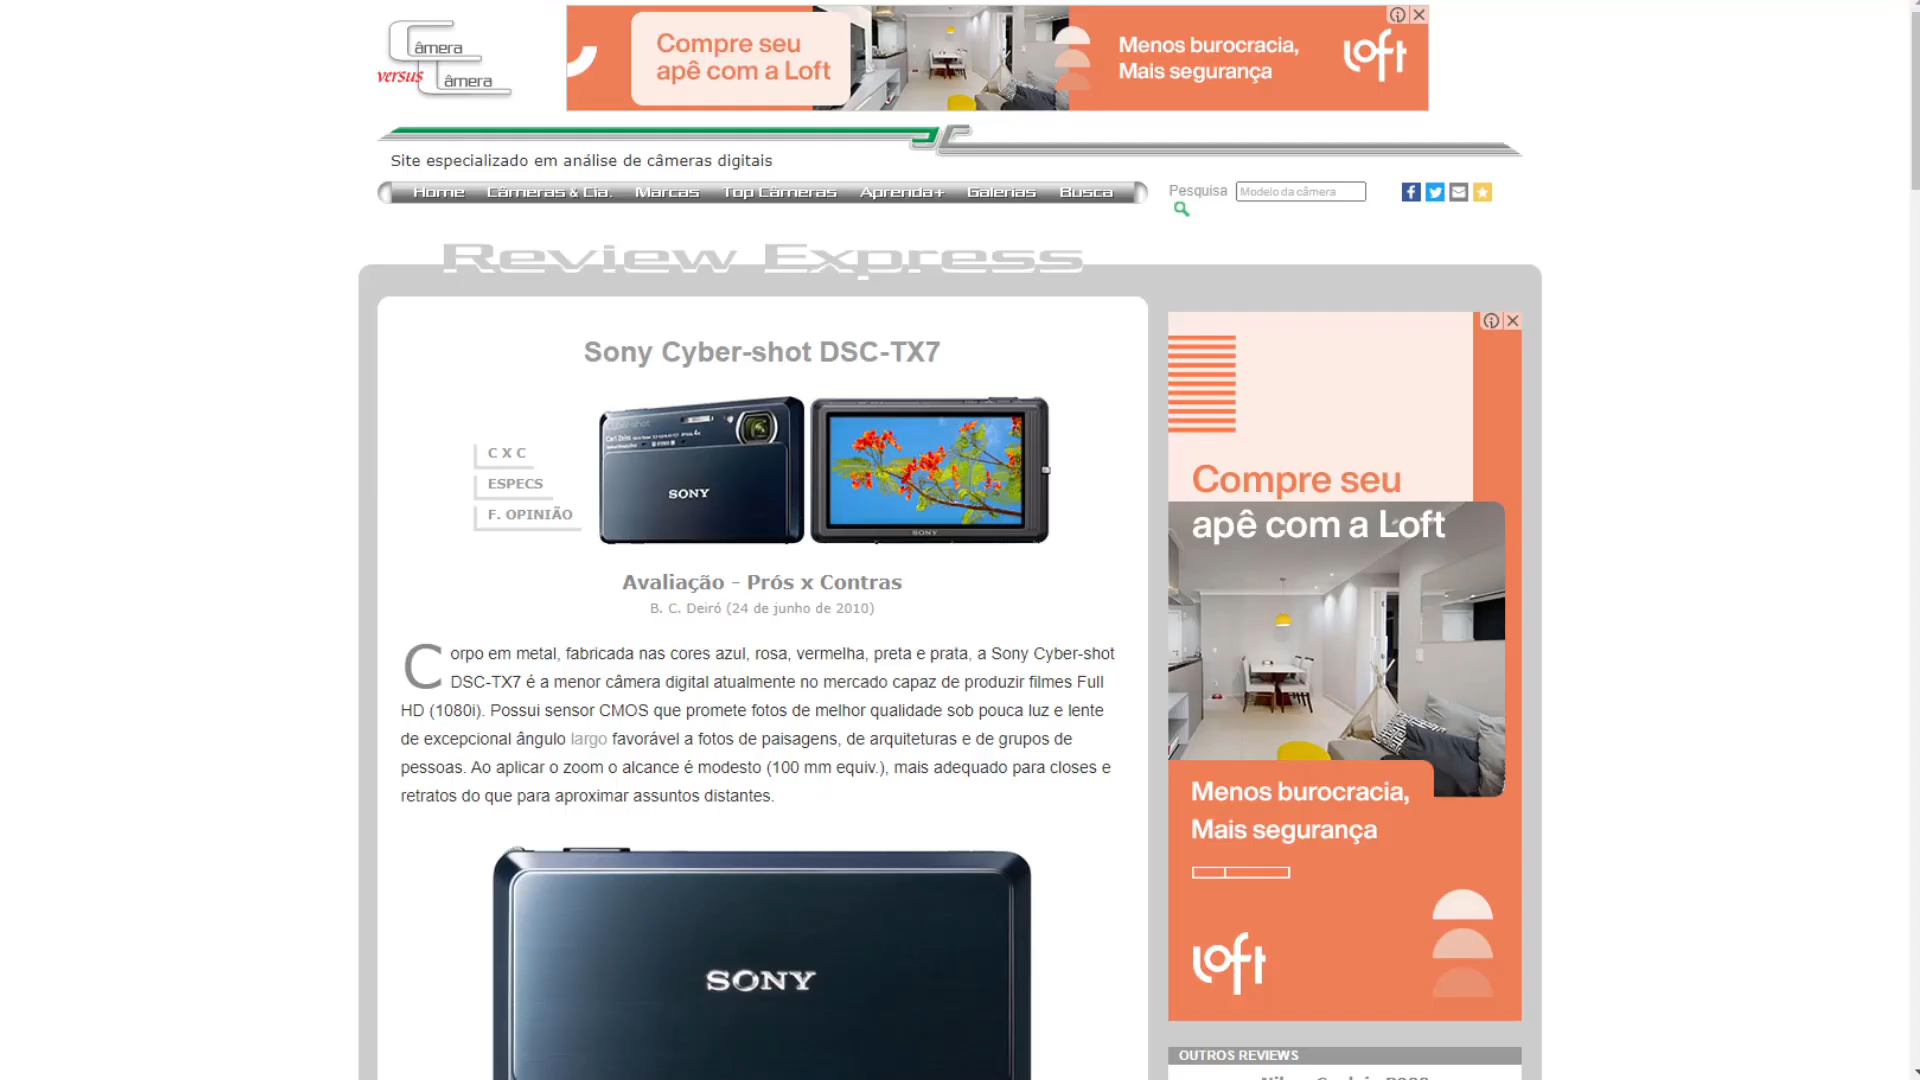 Câmera
versus
Câmera
Compre seu
apê com a Loft
Menos burocracia,
Mais segurança
Loft
Site especializado em análise de câmeras digitais
Home Câmeras & Cia. Marcas Top Câmeras Aprenda+ Galerias Busca
Pesquisa Modelo da câmera
Review Express
Sony Cyber-shot DSC-TX7
C X C
ESPECS
F. OPINIÃO
Cyber-shot
Carl Zeiss
SONY
SONY
Avaliação - Prós x Contras
B. C. Deiró (24 de junho de 2010)
Corpo em metal, fabricada nas cores azul, rosa, vermelha, preta e prata, a Sony Cyber-shot
DSC-TX7 é a menor câmera digital atualmente no mercado capaz de produzir filmes Full
HD (1080i). Possui sensor CMOS que promete fotos de melhor qualidade sob pouca luz e lente
de excepcional ângulo largo favorável a fotos de paisagens, de arquiteturas e de grupos de
pessoas. Ao aplicar o zoom o alcance é modesto (100 mm equiv.), mais adequado para closes e
retratos do que para aproximar assuntos distantes.
SONY
Compre seu
apê com a Loft
Menos burocracia,
Mais segurança
Loft
OUTROS REVIEWS